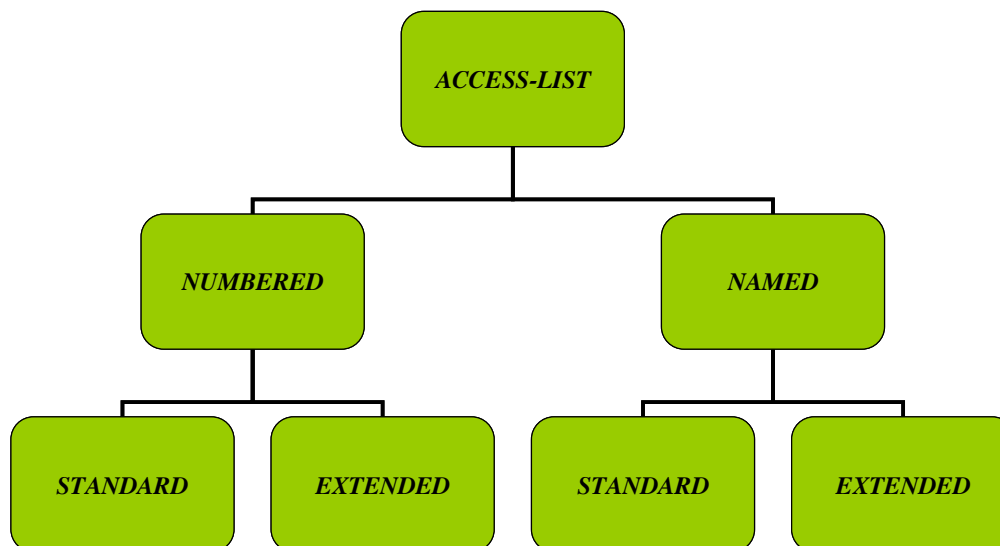 ACCESS-LIST
NUMBERED
NAMED
STANDARD
EXTENDED
STANDARD
EXTENDED